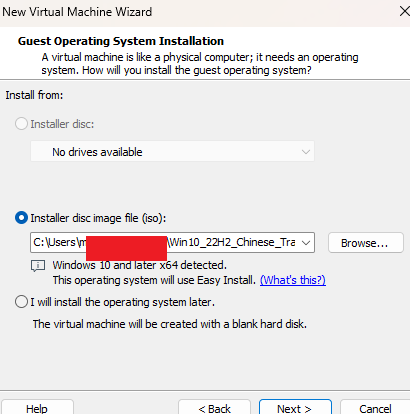 New Virtual Machine Wizard
Guest Operating System Installation
A virtual machine is like a physical computer; it needs an operating
system. How will you install the guest operating system?
Install from:
Installer disc:
No drives available
Installer disc image file (iso):
C:\Users\m \Win10_22H2_Chinese_Tra
Browse...
Windows 10 and later x64 detected.
This operating system will use Easy Install. (What's this?)
I will install the operating system later.
The virtual machine will be created with a blank hard disk.
Help
< Back
Next >
Cancel